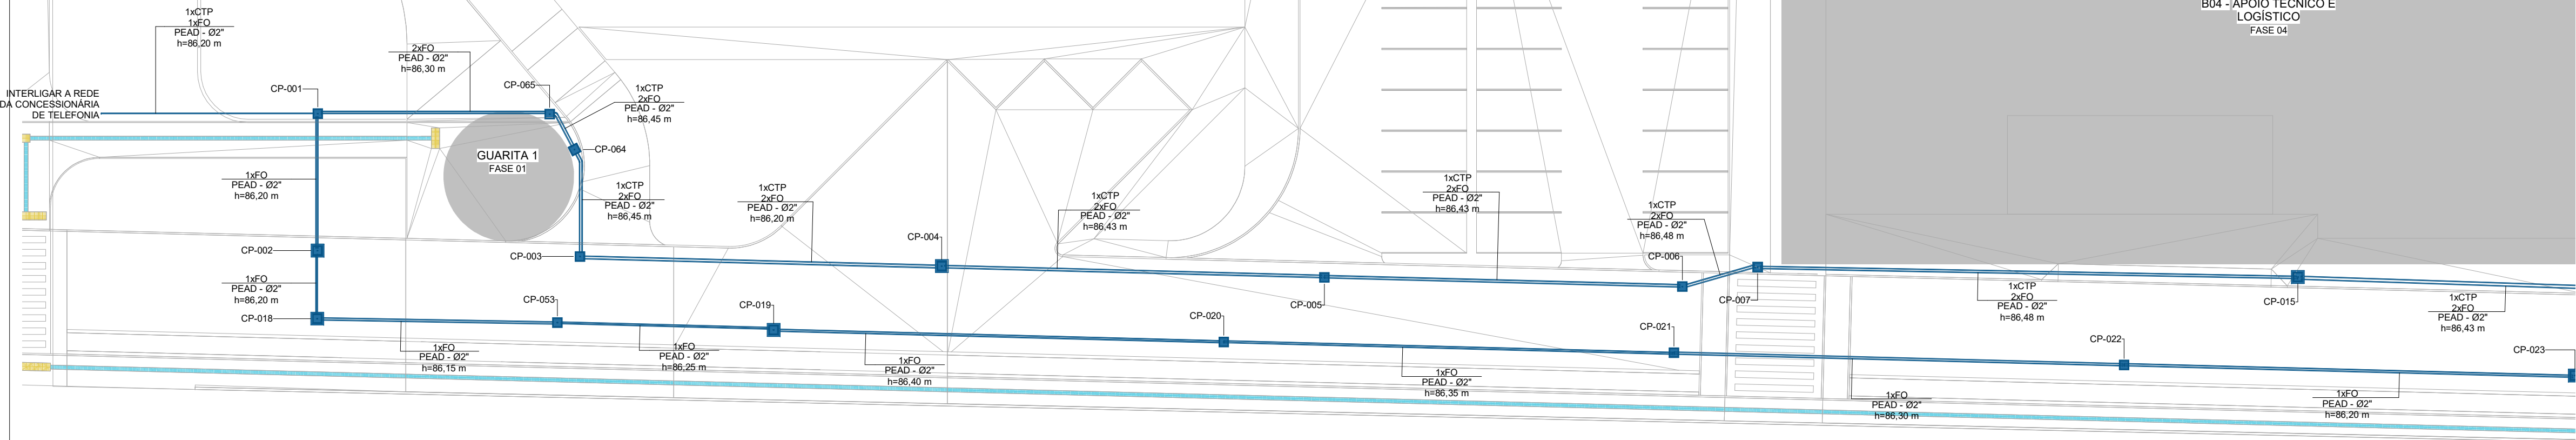 1xCTP
1xFO
PEAD - Ø2"
h=86,20 m
2xFO
PEAD - Ø2"
h=86,30 m
B04 - APOIO TÉCNICO E
LOGÍSTICO
FASE 04
CP-001
CP-065
1xCTP
2xFO
PEAD - Ø2"
h=86,45 m
INTERLIGAR A REDE
DA CONCESSIONÁRIA
DE TELEFONIA
CP-064
GUARITA 1
FASE 01
1xFO
PEAD - Ø2"
h=86,20 m
1xCTP
2xFO
PEAD - Ø2"
h=86,45 m
1xCTP
2xFO
PEAD - Ø2"
h=86,20 m
1xCTP
2xFO
PEAD - Ø2"
h=86,43 m
1xCTP
2xFO
PEAD - Ø2"
h=86,43 m
1xCTP
2xFO
PEAD - Ø2"
h=86,48 m
CP-002
CP-003
CP-004
CP-005
CP-006
CP-007
1xCTP
2xFO
PEAD - Ø2"
h=86,48 m
CP-015
1xCTP
2xFO
PEAD - Ø2"
h=86,43 m
1xFO
PEAD - Ø2"
h=86,20 m
CP-018
CP-053
CP-019
CP-020
CP-021
CP-022
CP-023
1xFO
PEAD - Ø2"
h=86,15 m
1xFO
PEAD - Ø2"
h=86,25 m
1xFO
PEAD - Ø2"
h=86,40 m
1xFO
PEAD - Ø2"
h=86,35 m
1xFO
PEAD - Ø2"
h=86,30 m
1xFO
PEAD - Ø2"
h=86,20 m